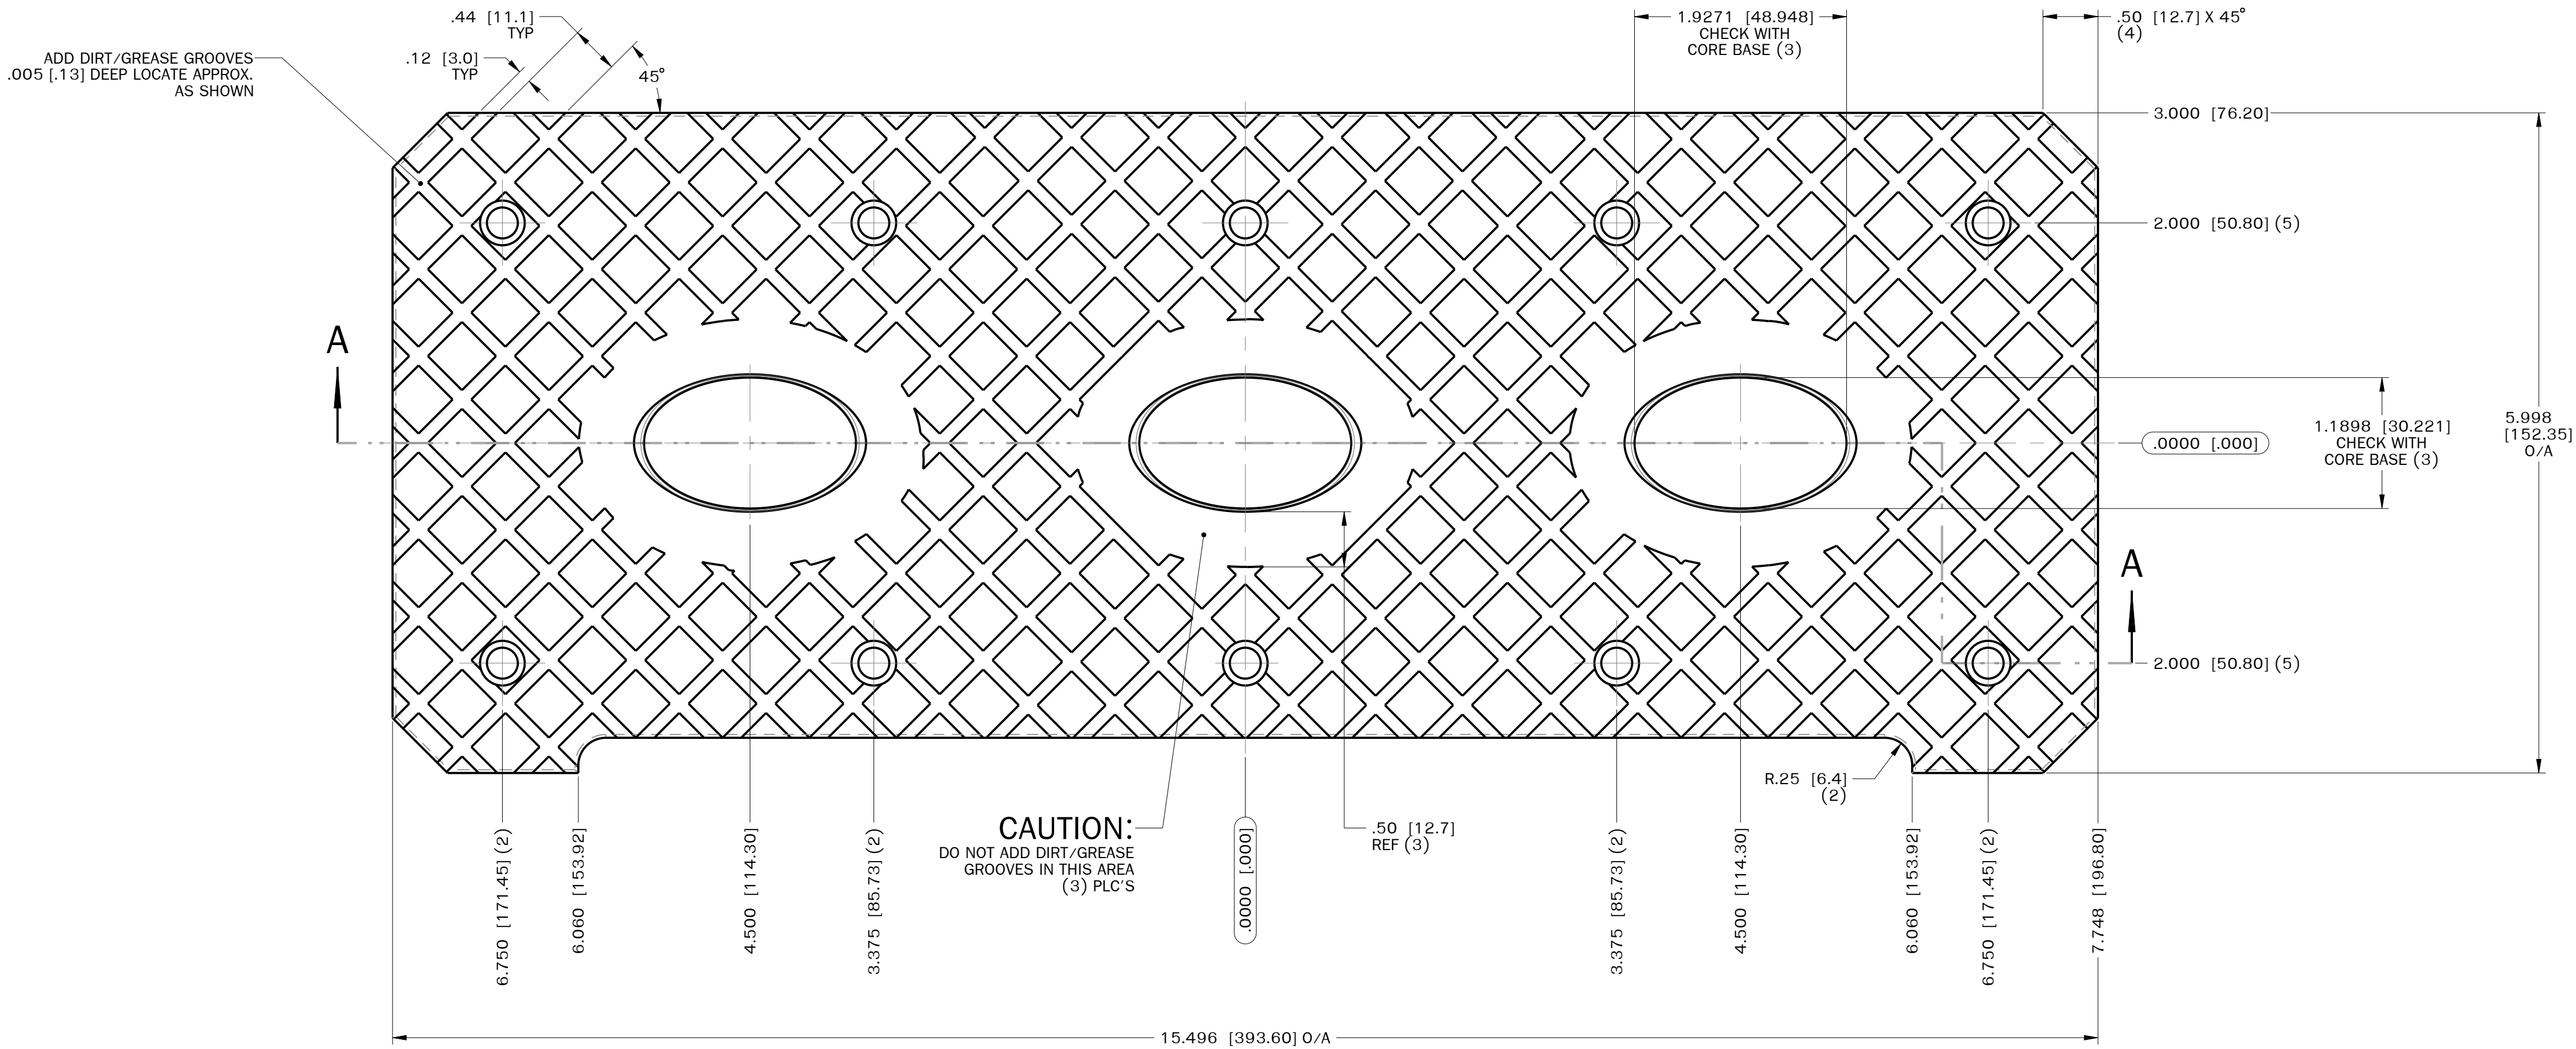 .44 [11.1]
TYP
.12 [3.0]
TYP
45°
ADD DIRT/GREASE GROOVES
.005 [.13] DEEP LOCATE APPROX.
AS SHOWN
1.9271 [48.948]
CHECK WITH
CORE BASE (3)
.50 [12.7] X 45°
(4)
3.000 [76.20]
2.000 [50.80] (5)
A
1.1898 [30.221]
CHECK WITH
CORE BASE (3)
5.998
[152.35]
O/A
.0000 [.000]
A
2.000 [50.80] (5)
R.25 [6.4]
(2)
CAUTION:
DO NOT ADD DIRT/GREASE
GROOVES IN THIS AREA
(3) PLC'S
.50 [12.7]
REF (3)
6.750 [171.45] (2)
6.060 [153.92]
4.500 [114.30]
3.375 [85.73] (2)
.0000 [.000]
3.375 [85.73] (2)
4.500 [114.30]
6.060 [153.92]
6.750 [171.45] (2)
7.748 [196.80]
15.496 [393.60] O/A